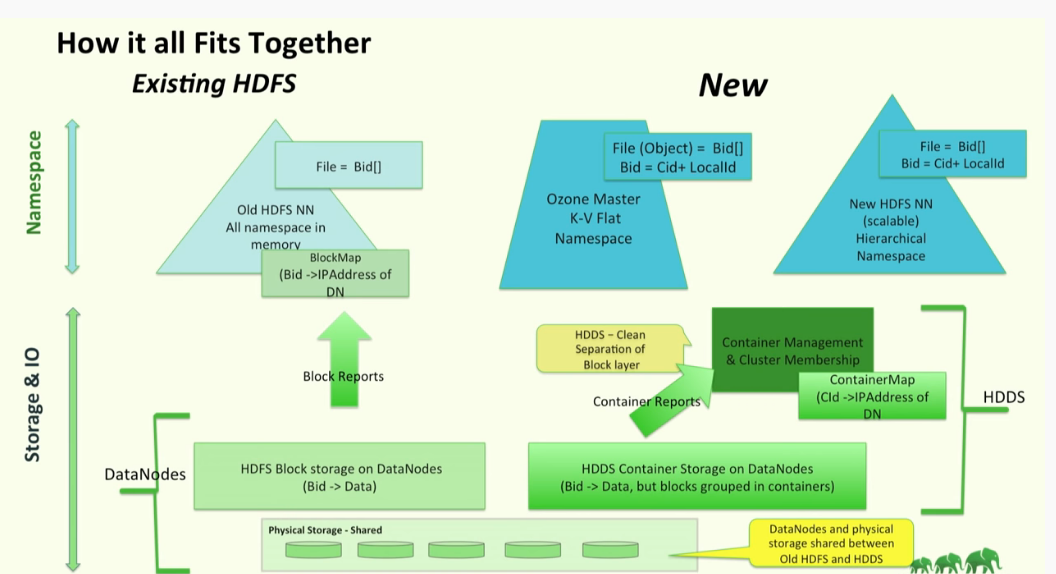 How it all Fits Together
Existing HDFS
New
Namespace
File = Bid[]
Old HDFS NN
All namespace in
memory
BlockMap
(Bid ->IPAddress of
DN
File (Object) = Bid[]
Bid = Cid+ LocalId
Ozone Master
K-V Flat
Namespace
File = Bid[]
Bid = Cid+ LocalId
New HDFS NN
(scalable)
Hierarchical
Namespace
Storage & IO
Block Reports
HDDS – Clean
Separation of
Block layer
Container Reports
Container Management
& Cluster Membership
ContainerMap
(CId ->IPAddress of
DN
HDDS
DataNodes
HDFS Block storage on DataNodes
(Bid -> Data)
HDDS Container Storage on DataNodes
(Bid -> Data, but blocks grouped in containers)
Physical Storage - Shared
DataNodes and physical
storage shared between
Old HDFS and HDDS